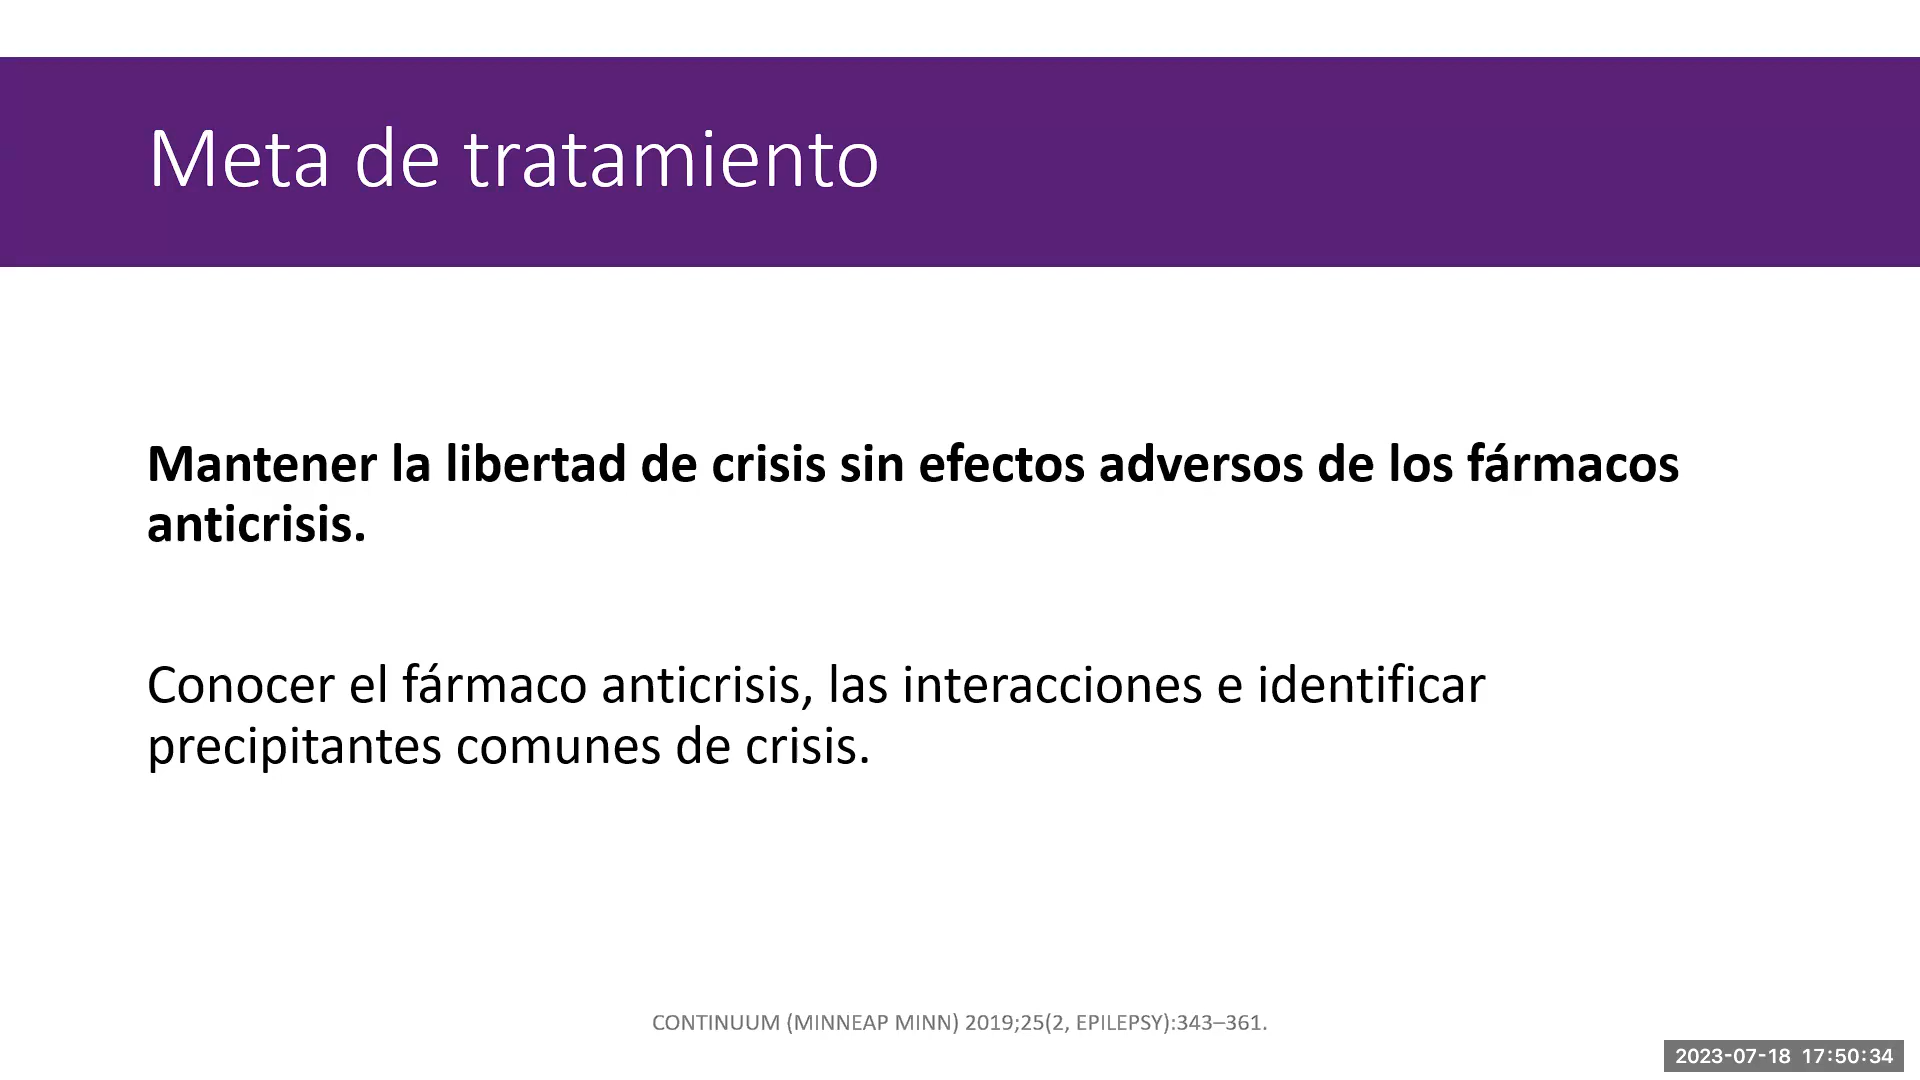 Meta de tratamiento
Mantener la libertad de crisis sin efectos adversos de los fármacos
anticrisis.
Conocer el fármaco anticrisis, las interacciones e identificar
precipitantes comunes de crisis.
CONTINUUM (MINNEAP MINN) 2019;25(2, EPILEPSY):343–361.
2023-07-18 17:50:34